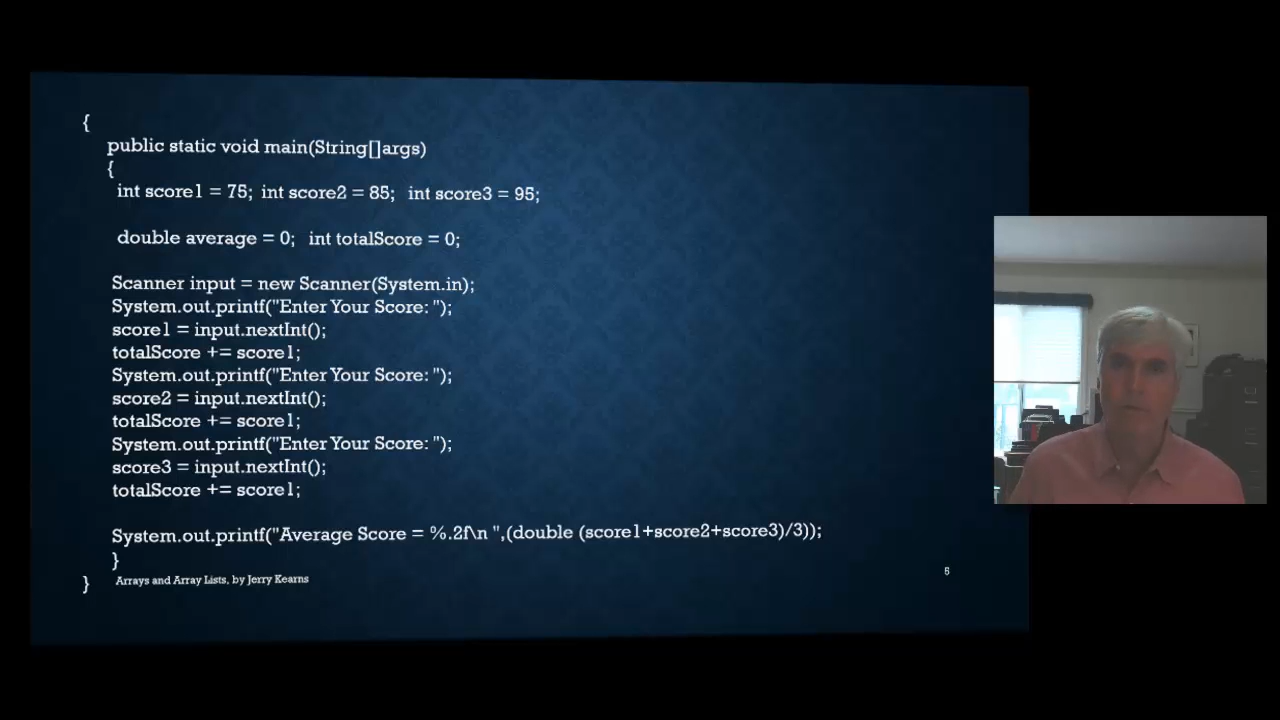 {
public static void main(String[]args)
{
int score1 = 75; int score2 = 85; int score3 = 95;
double average = 0; int totalScore = 0;
Scanner input = new Scanner(System.in);
System.out.printf("Enter Your Score: ");
score1 = input.nextInt();
totalScore += score1;
System.out.printf("Enter Your Score: ");
score2 = input.nextInt();
totalScore += score1;
System.out.printf("Enter Your Score: ");
score3 = input.nextInt();
totalScore += score1;
System.out.printf("Average Score = %.2f\n ",(double (score1+score2+score3)/3));
}
}
Arrays and Array Lists, by Jerry Kearns
5